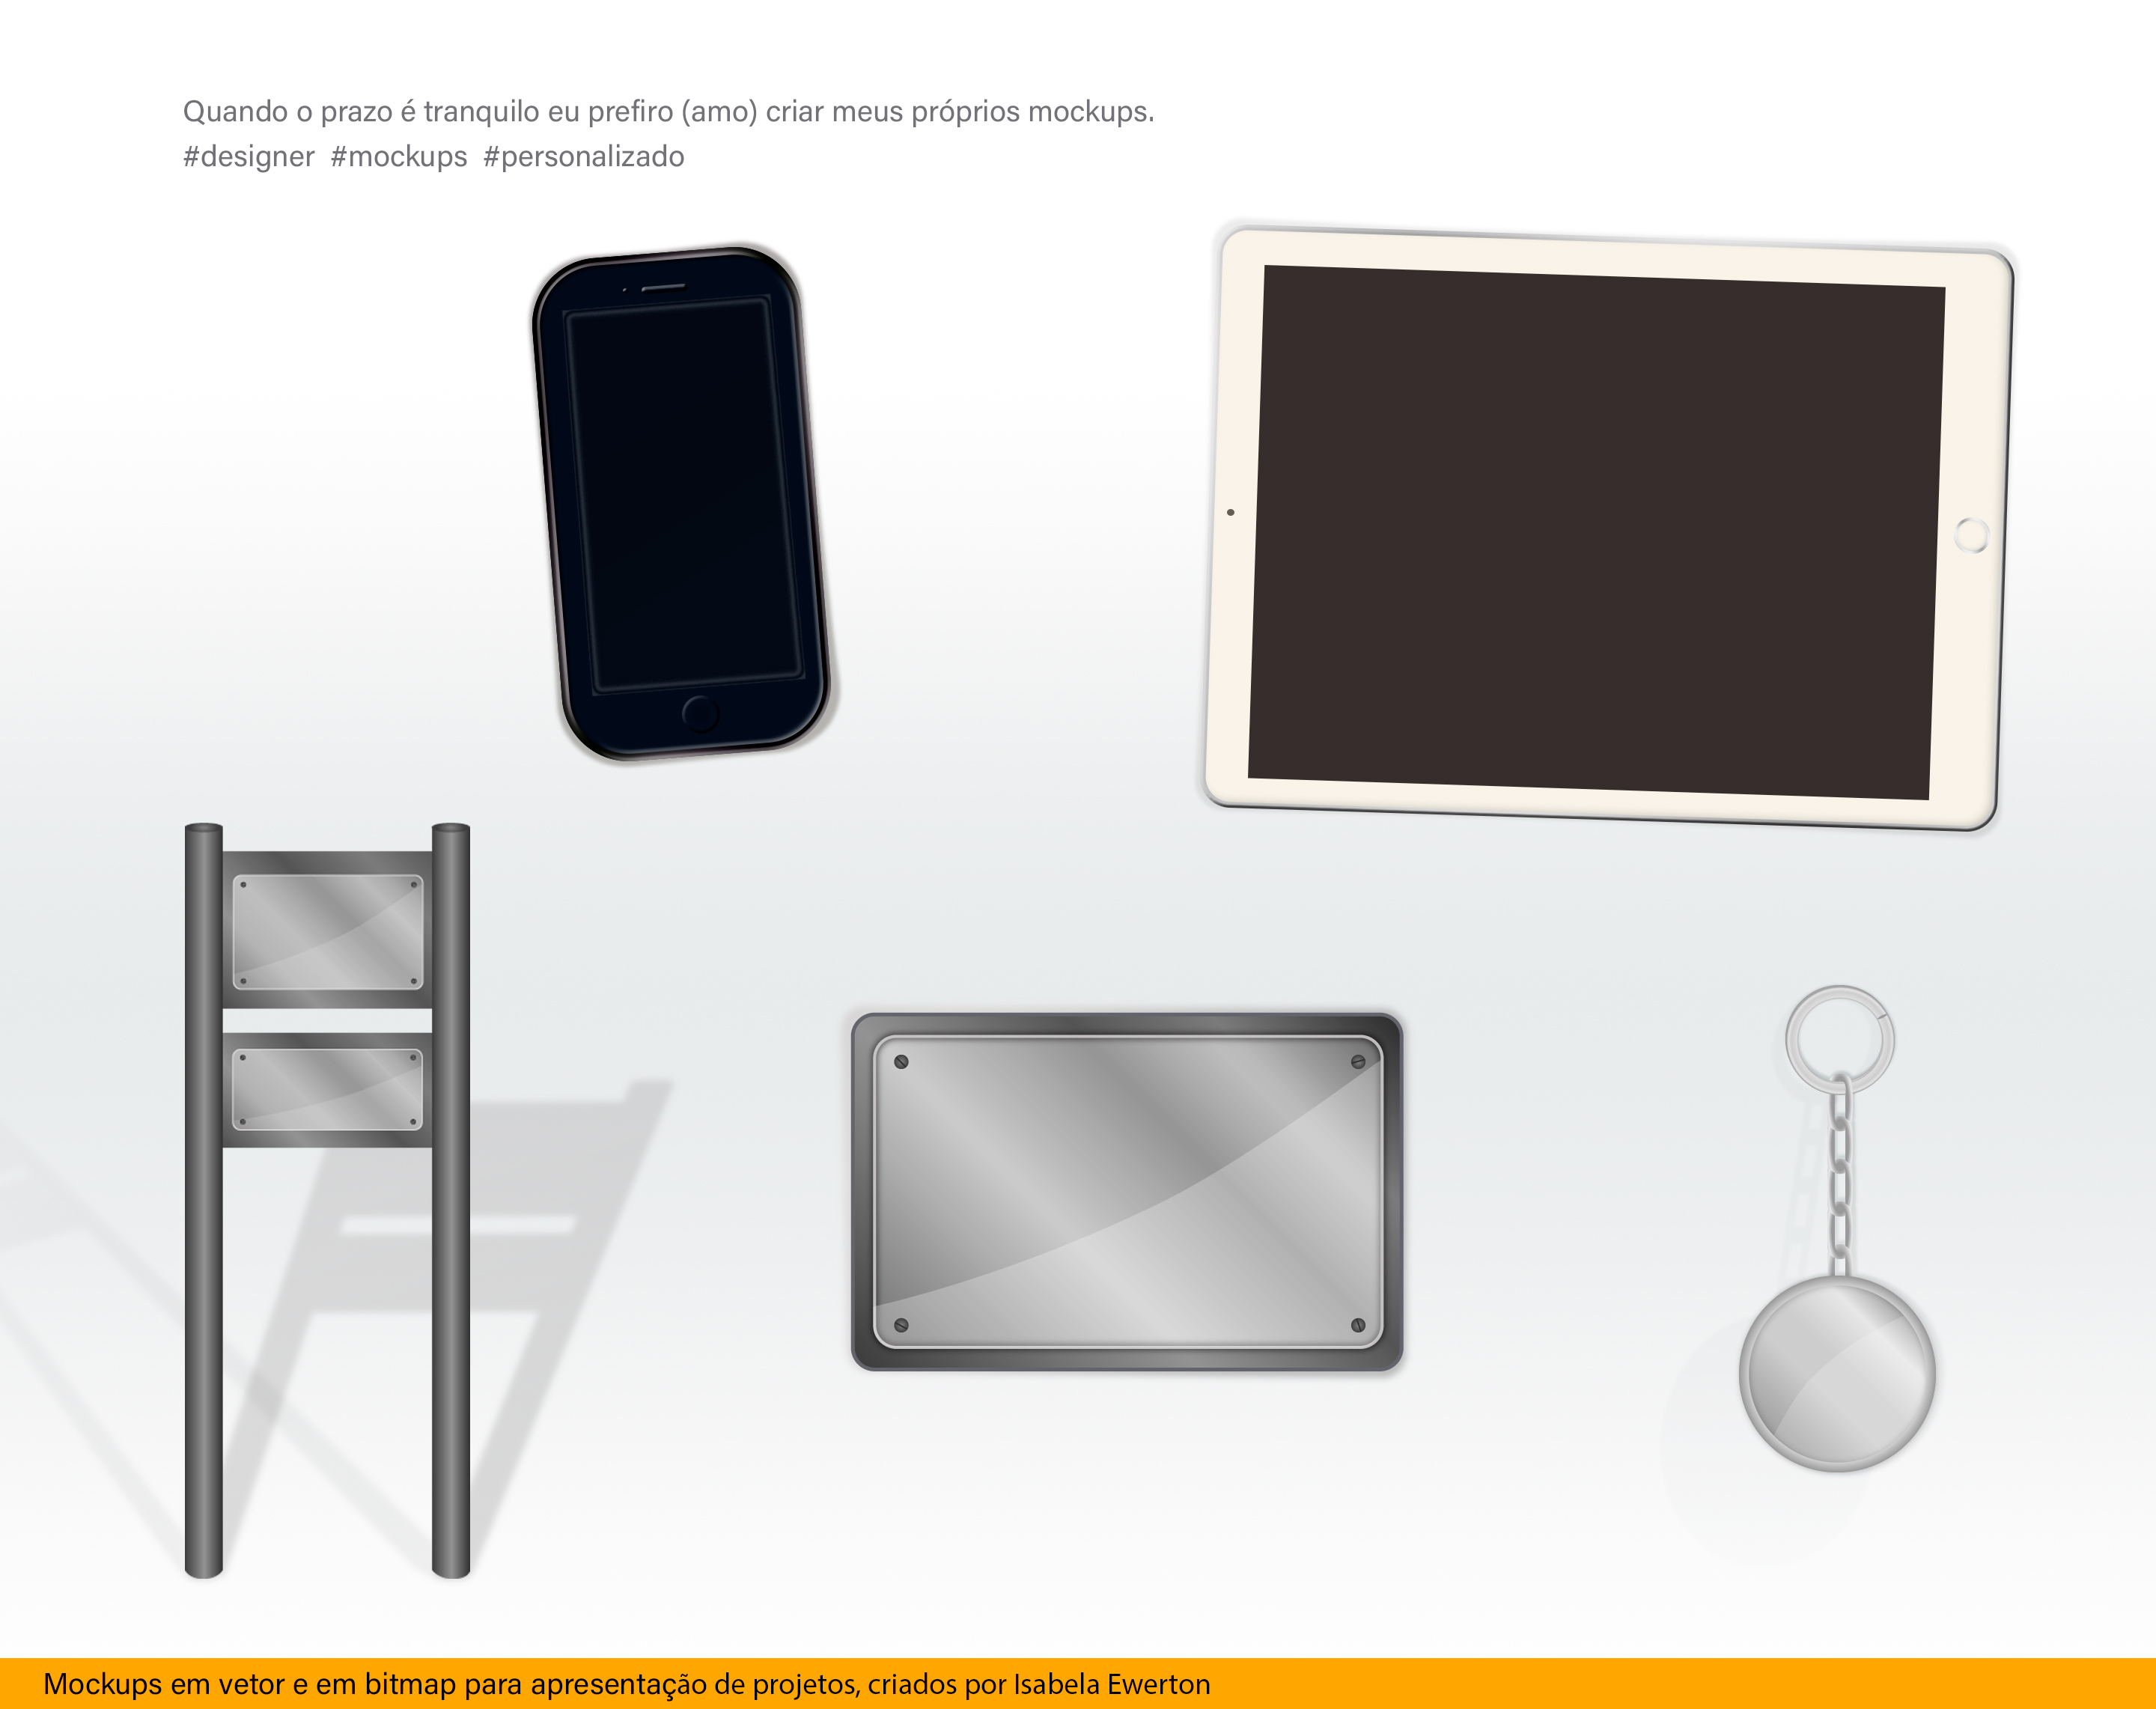 Quando o prazo é tranquilo eu prefiro (amo) criar meus próprios mockups.
#designer #mockups #personalizado
Mockups em vetor e em bitmap para apresentação de projetos, criados por Isabela Ewerton